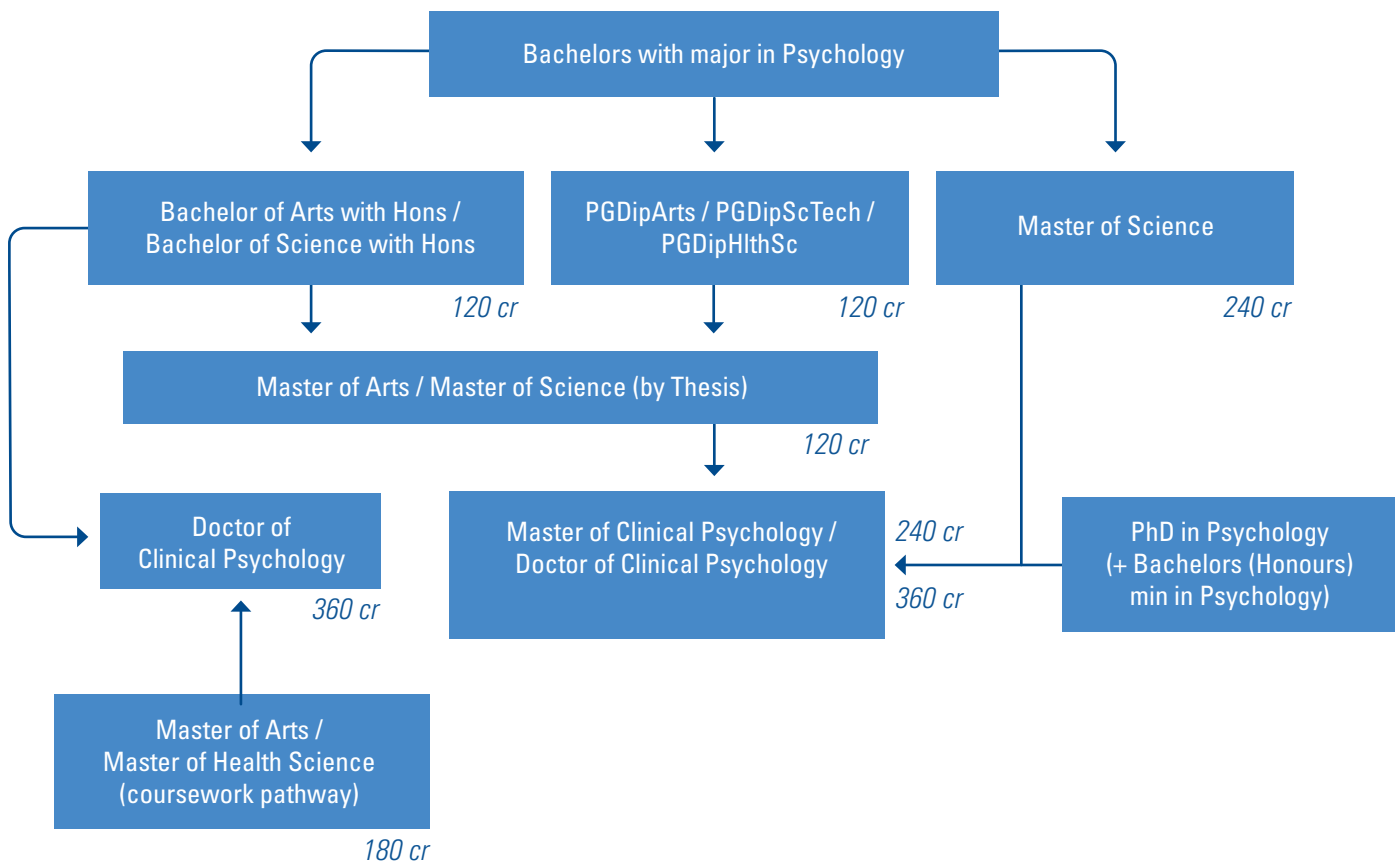 Bachelors with major in Psychology
Bachelor of Arts with Hons /
Bachelor of Science with Hons
120 cr
PGDipArts / PGDipScTech /
PGDipHlthSc
120 cr
Master of Science
240 cr
Master of Arts / Master of Science (by Thesis)
120 cr
Doctor of
Clinical Psychology
360 cr
Master of Clinical Psychology /
Doctor of Clinical Psychology
240 cr
360 cr
PhD in Psychology
(+ Bachelors (Honours)
min in Psychology)
Master of Arts /
Master of Health Science
(coursework pathway)
180 cr